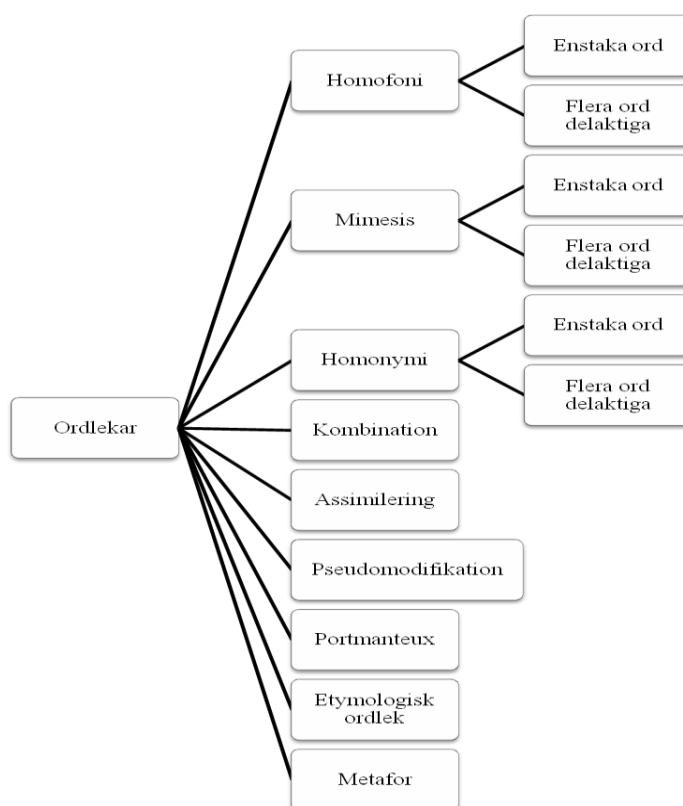 Ordlekar
Homofoni
Enstaka ord
Flera ord
delaktiga
Mimesis
Enstaka ord
Flera ord
delaktiga
Homonymi
Enstaka ord
Flera ord
delaktiga
Kombination
Assimilering
Pseudomodifikation
Portmanteux
Etymologisk
ordlek
Metafor